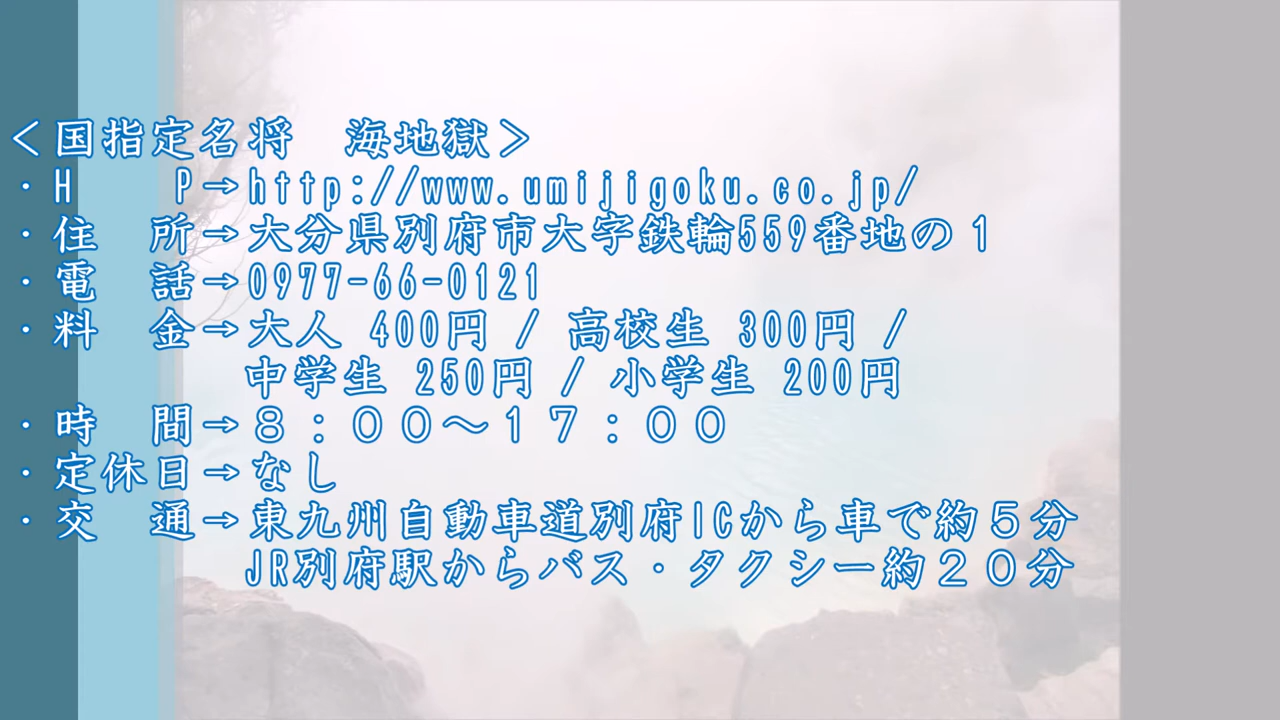 ＜国指定名将　海地獄＞
・H　　P→http://www.umijigoku.co.jp/
・住　所→大分県別府市大字鉄輪559番地の１
・電　話→0977-66-0121
・料　金→大人 400円 / 高校生 300円 /
中学生 250円 / 小学生 200円
・時　間→８：００～１７：００
・定休日→なし
・交　通→東九州自動車道別府ICから車で約５分
JR別府駅からバス・タクシー約２０分